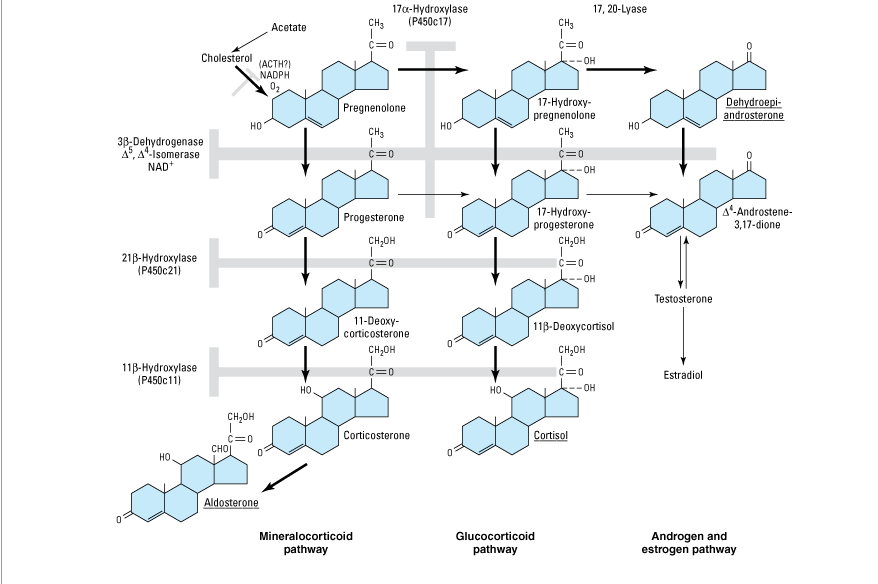 17α-Hydroxylase
(P450c17)
17, 20-Lyase
Acetate
Cholesterol
(ACTH?)
NADPH
O2
CH3
C=O
HO
Pregnenolone
CH3
C=O
OH
HO
17-Hydroxy-
pregnenolone
O
HO
Dehydroepi-
androsterone
3β-Dehydrogenase
Δ5, Δ4-Isomerase
NAD+
CH3
C=O
O
Progesterone
CH3
C=O
OH
O
17-Hydroxy-
progesterone
O
O
Δ4-Androstene-
3,17-dione
21β-Hydroxylase
(P450c21)
CH2OH
C=O
O
11-Deoxy-
corticosterone
CH2OH
C=O
OH
O
11β-Deoxycortisol
Testosterone
11β-Hydroxylase
(P450c11)
CH2OH
C=O
HO
O
Corticosterone
CH2OH
C=O
HO
OH
O
Cortisol
Estradiol
CH2OH
C=O
CHO
HO
O
Aldosterone
Mineralocorticoid
pathway
Glucocorticoid
pathway
Androgen and
estrogen pathway